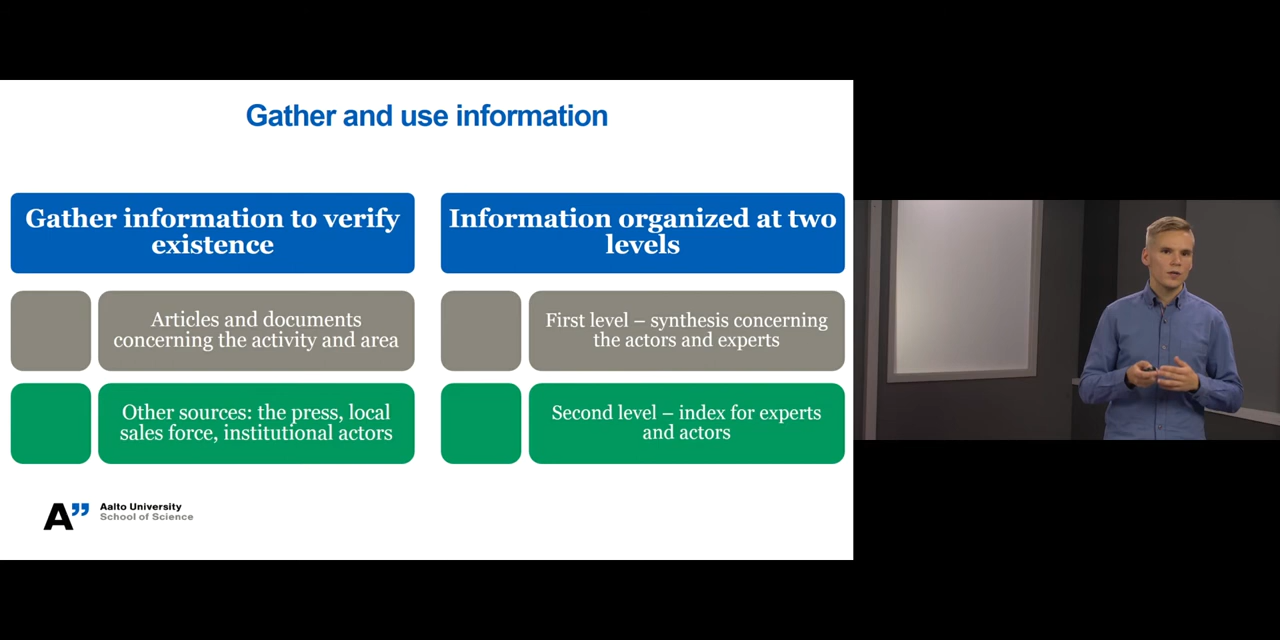 Gather and use information
Gather information to verify
existence
Articles and documents
concerning the activity and area
Other sources: the press, local
sales force, institutional actors
Information organized at two
levels
First level – synthesis concerning
the actors and experts
Second level – index for experts
and actors
A”
Aalto University
School of Science